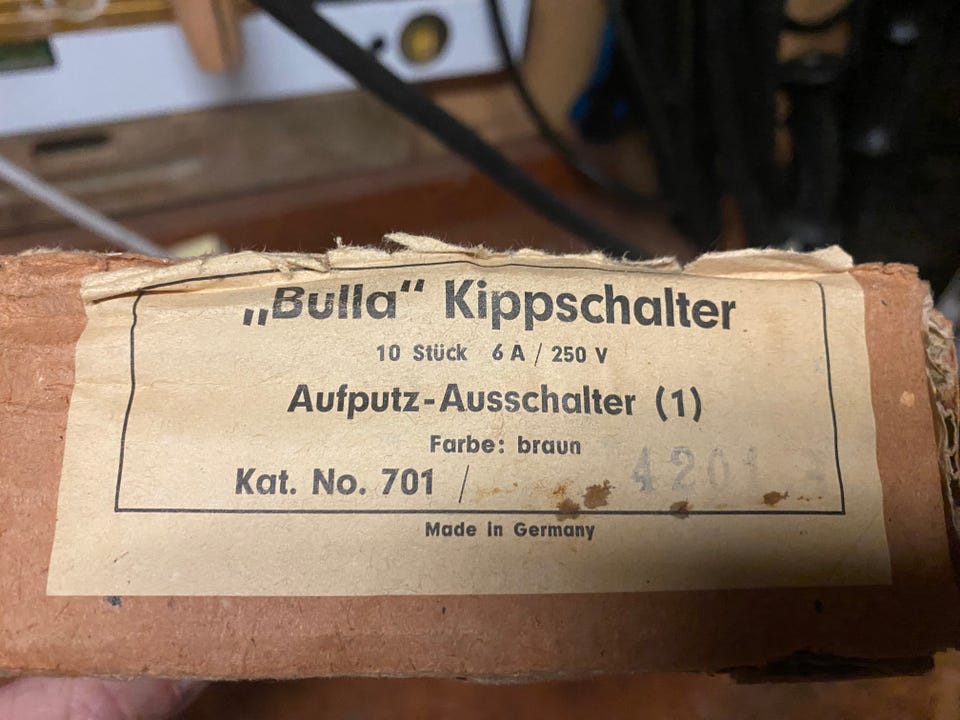 „Bulla“ Kippschalter
10 Stück 6 A / 250 V
Aufputz-Ausschalter (1)
Farbe: braun
Kat. No. 701 /
Made in Germany